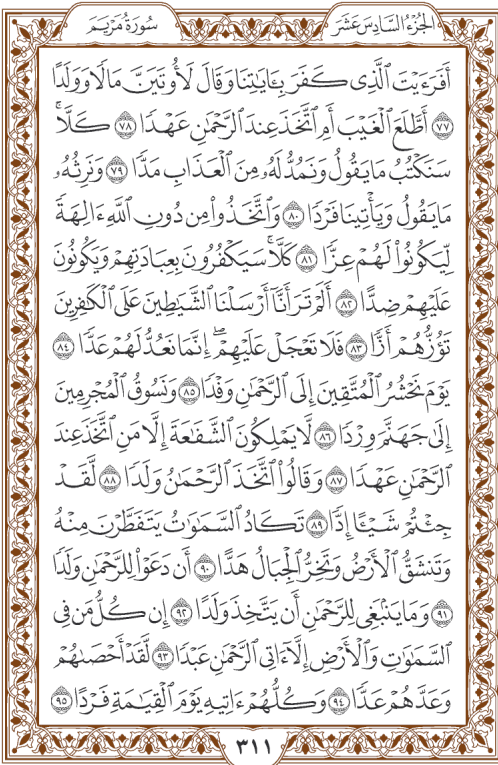 الجزء السادس عشر
سورة مريم
أَفَرَءَيْتَ ٱلَّذِى كَفَرَ بِـَٔايَٰتِنَا وَقَالَ لَأُوتَيَنَّ مَالًا وَوَلَدًا
٧٧ أَطَّلَعَ ٱلْغَيْبَ أَمِ ٱتَّخَذَ عِندَ ٱلرَّحْمَٰنِ عَهْدًا ٧٨ كَلَّا ۚ
سَنَكْتُبُ مَا يَقُولُ وَنَمُدُّ لَهُۥ مِنَ ٱلْعَذَابِ مَدًّا ٧٩ وَنَرِثُهُۥ
مَا يَقُولُ وَيَأْتِينَا فَرْدًا ٨٠ وَٱتَّخَذُوا۟ مِن دُونِ ٱللَّهِ ءَالِهَةً
لِّيَكُونُوا۟ لَهُمْ عِزًّا ٨١ كَلَّا ۚ سَيَكْفُرُونَ بِعِبَادَتِهِمْ وَيَكُونُونَ
عَلَيْهِمْ ضِدًّا ٨٢ أَلَمْ تَرَ أَنَّآ أَرْسَلْنَا ٱلشَّيَٰطِينَ عَلَى ٱلْكَٰفِرِينَ
تَؤُزُّهُمْ أَزًّا ٨٣ فَلَا تَعْجَلْ عَلَيْهِمْ ۖ إِنَّمَا نَعُدُّ لَهُمْ عَدًّا ٨٤
يَوْمَ نَحْشُرُ ٱلْمُتَّقِينَ إِلَى ٱلرَّحْمَٰنِ وَفْدًا ٨٥ وَنَسُوقُ ٱلْمُجْرِمِينَ
إِلَىٰ جَهَنَّمَ وِرْدًا ٨٦ لَّا يَمْلِكُونَ ٱلشَّفَٰعَةَ إِلَّا مَنِ ٱتَّخَذَ عِندَ
ٱلرَّحْمَٰنِ عَهْدًا ٨٧ وَقَالُوا۟ ٱتَّخَذَ ٱلرَّحْمَٰنُ وَلَدًا ٨٨ لَّقَدْ
جِئْتُمْ شَيْـًٔا إِدًّا ٨٩ تَكَادُ ٱلسَّمَٰوَٰتُ يَتَفَطَّرْنَ مِنْهُ
وَتَنشَقُّ ٱلْأَرْضُ وَتَخِرُّ ٱلْجِبَالُ هَدًّا ٩٠ أَن دَعَوْا۟ لِلرَّحْمَٰنِ وَلَدًا
٩١ وَمَا يَنۢبَغِى لِلرَّحْمَٰنِ أَن يَتَّخِذَ وَلَدًا ٩٢ إِن كُلُّ مَن فِى
ٱلسَّمَٰوَٰتِ وَٱلْأَرْضِ إِلَّآ ءَاتِى ٱلرَّحْمَٰنِ عَبْدًا ٩٣ لَّقَدْ أَحْصَىٰهُمْ
وَعَدَّهُمْ عَدًّا ٩٤ وَكُلُّهُمْ ءَاتِيهِ يَوْمَ ٱلْقِيَٰمَةِ فَرْدًا ٩٥
٣١١